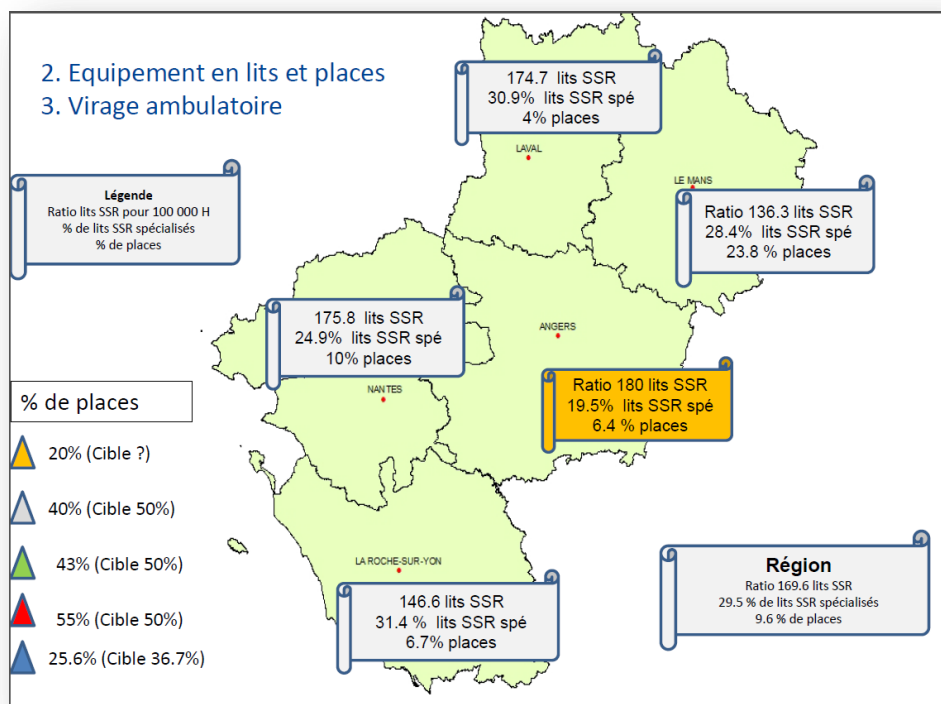 2. Equipement en lits et places
3. Virage ambulatoire
174.7 lits SSR
30.9% lits SSR spé
4% places
LAVAL
LE MANS
Légende
Ratio lits SSR pour 100 000 H
% de lits SSR spécialisés
% de places
Ratio 136.3 lits SSR
28.4% lits SSR spé
23.8 % places
175.8 lits SSR
24.9% lits SSR spé
10% places
ANGERS
NANTES
Ratio 180 lits SSR
19.5% lits SSR spé
6.4 % places
% de places
20% (Cible ?)
40% (Cible 50%)
43% (Cible 50%)
55% (Cible 50%)
25.6% (Cible 36.7%)
LA ROCHE-SUR-YON
146.6 lits SSR
31.4 % lits SSR spé
6.7% places
Région
Ratio 169.6 lits SSR
29.5 % de lits SSR spécialisés
9.6 % de places